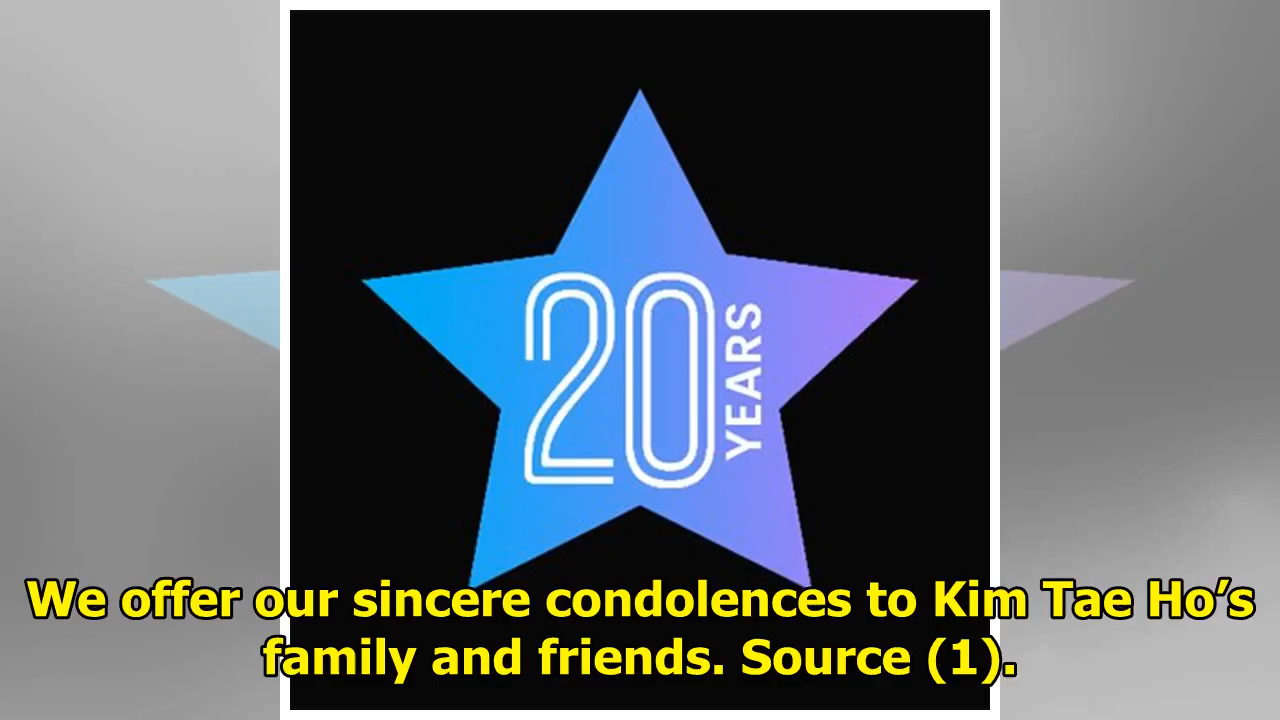 20
YEARS
We offer our sincere condolences to Kim Tae Ho’s
family and friends. Source (1).